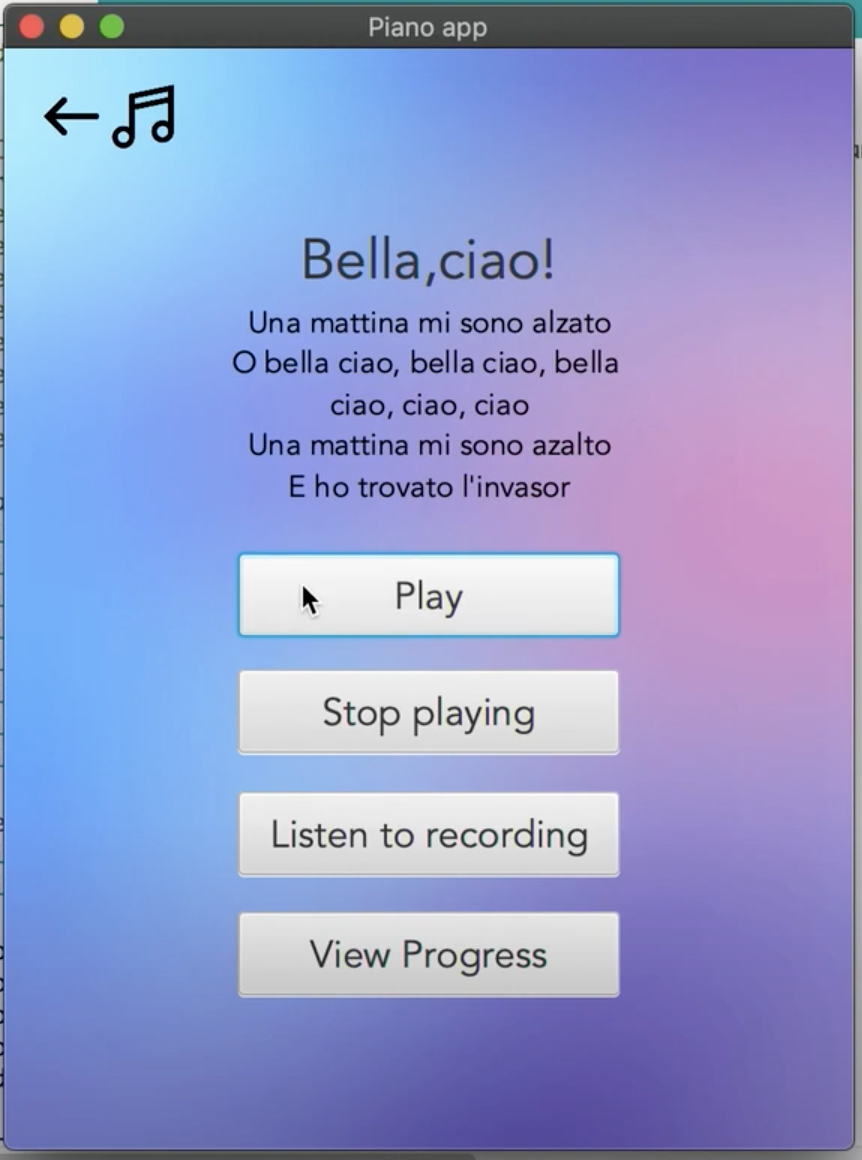 Piano app
Bella,ciao!
Una mattina mi sono alzato
O bella ciao, bella ciao, bella
ciao, ciao, ciao
Una mattina mi sono azalto
E ho trovato l'invasor
Play
Stop playing
Listen to recording
View Progress